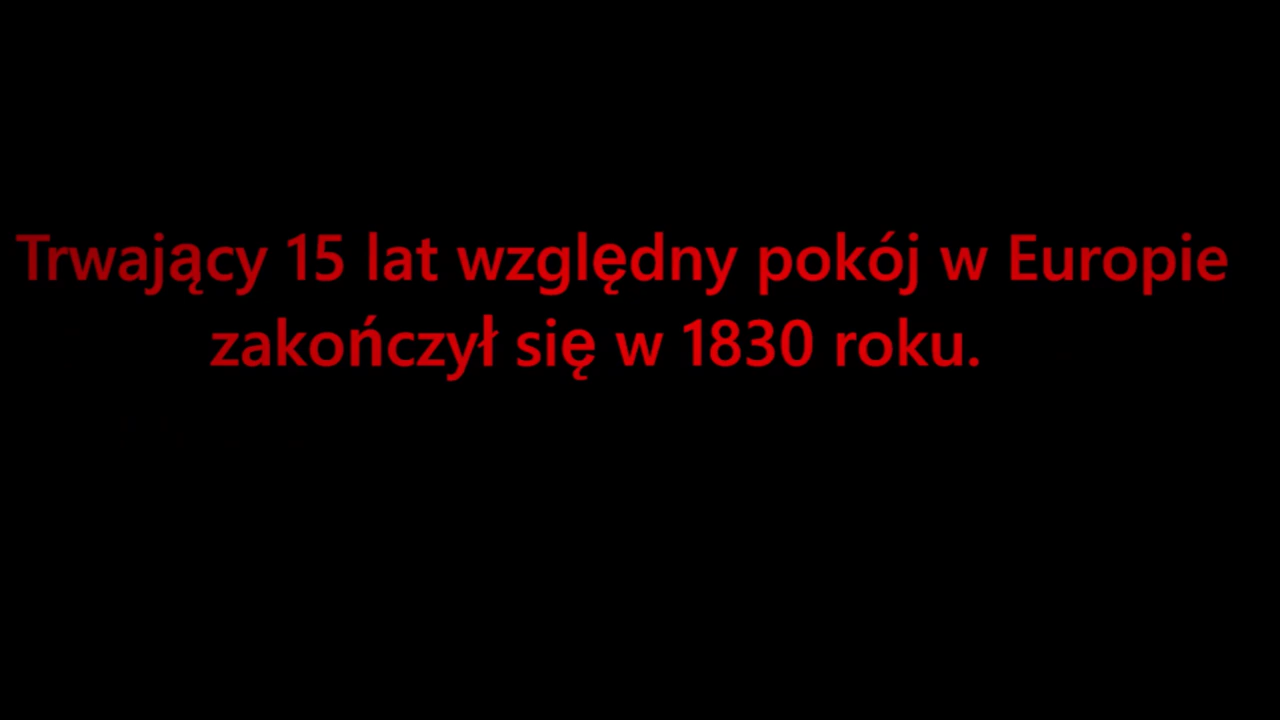 Trwający 15 lat względny pokój w Europie
zakończył się w 1830 roku.